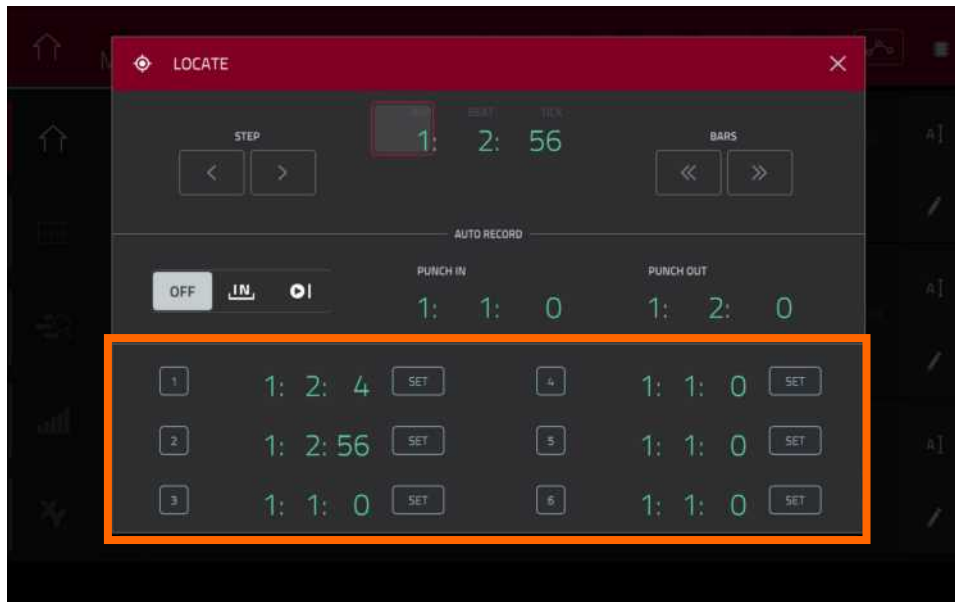 LOCATE
STEP
BAR BEAT TICK
BARS
1: 2: 56
AUTO RECORD
PUNCH IN PUNCH OUT
OFF IN
1: 1: 0 1: 2: 0
1 1: 2: 4 SET 4 1: 1: 0 SET
2 1: 2: 56 SET 5 1: 1: 0 SET
3 1: 1: 0 SET 6 1: 1: 0 SET